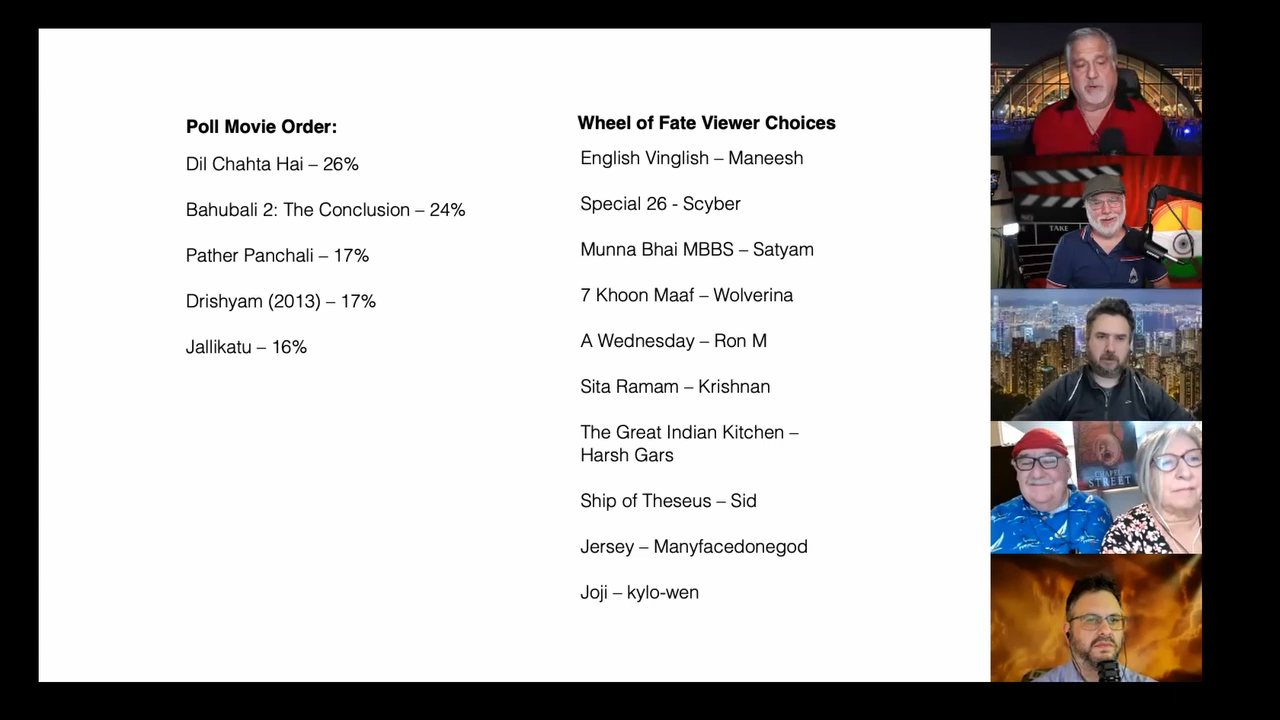 Poll Movie Order:
Dil Chahta Hai – 26%
Bahubali 2: The Conclusion – 24%
Pather Panchali – 17%
Drishyam (2013) – 17%
Jallikatu – 16%
Wheel of Fate Viewer Choices
English Vinglish – Maneesh
Special 26 - Scyber
Munna Bhai MBBS – Satyam
7 Khoon Maaf – Wolverina
A Wednesday – Ron M
Sita Ramam – Krishnan
The Great Indian Kitchen –
Harsh Gars
Ship of Theseus – Sid
Jersey – Manyfacedonegod
Joji – kylo-wen
TAKE
CHAPEL
STREET